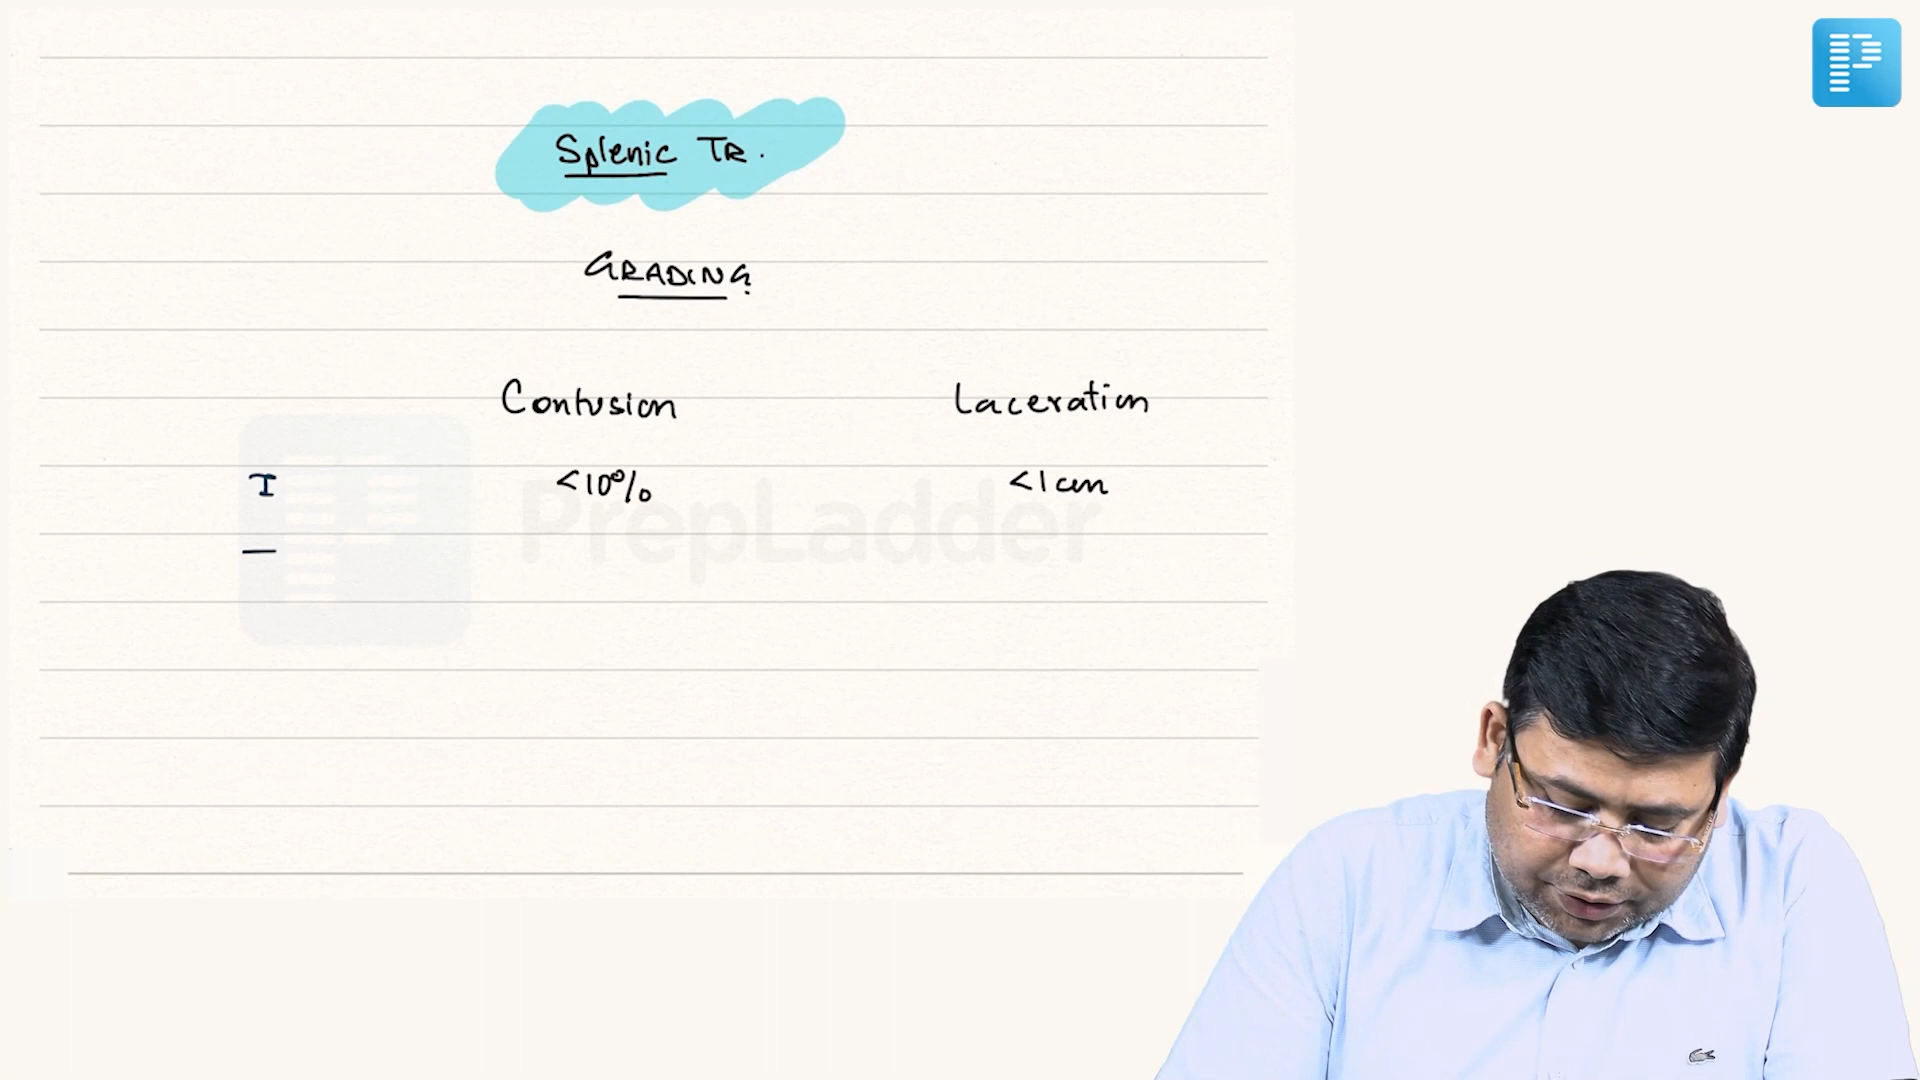 Splenic TR.
GRADING
Contusion Laceration
I <10% <1cm
PrepLadder